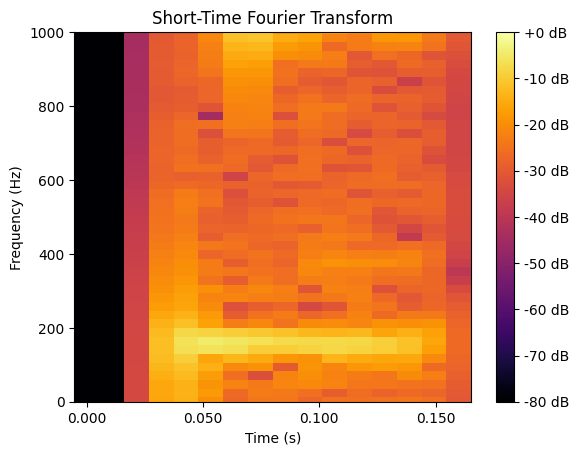 Short-Time Fourier Transform
Frequency (Hz)
1000
800
600
400
200
0
0.000
0.050
0.100
0.150
Time (s)
+0 dB
-10 dB
-20 dB
-30 dB
-40 dB
-50 dB
-60 dB
-70 dB
-80 dB